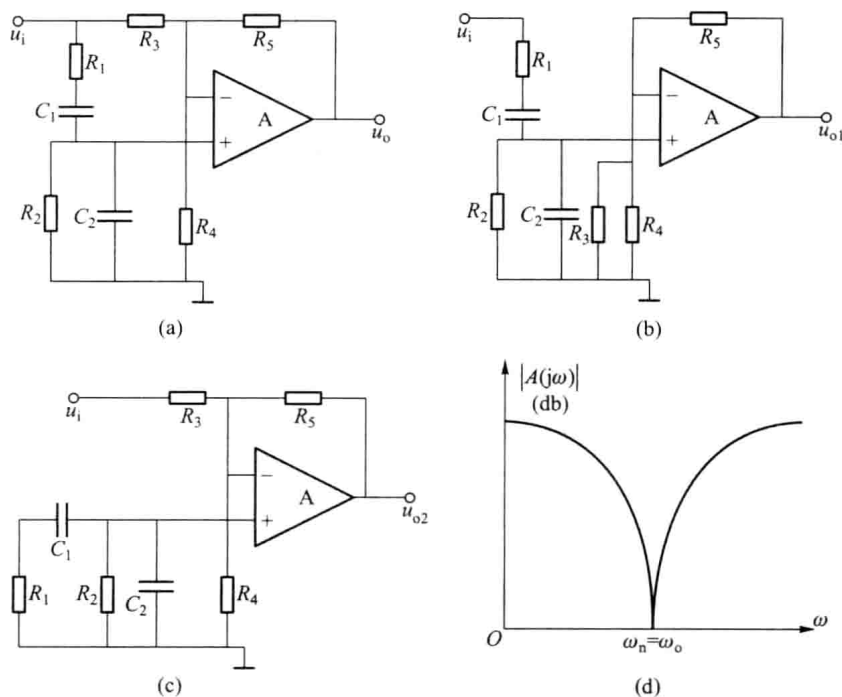 u_i
R_3
R_5
R_1
C_1
−
A
+
u_o
R_2
C_2
R_4
(a)
u_i
R_5
R_1
C_1
−
A
+
u_o1
R_2
C_2
R_3
R_4
(b)
u_i
R_3
R_5
−
A
+
u_o2
C_1
R_1
R_2
C_2
R_4
(c)
|A(jω)|
(db)
O
ω_n=ω_o
ω
(d)